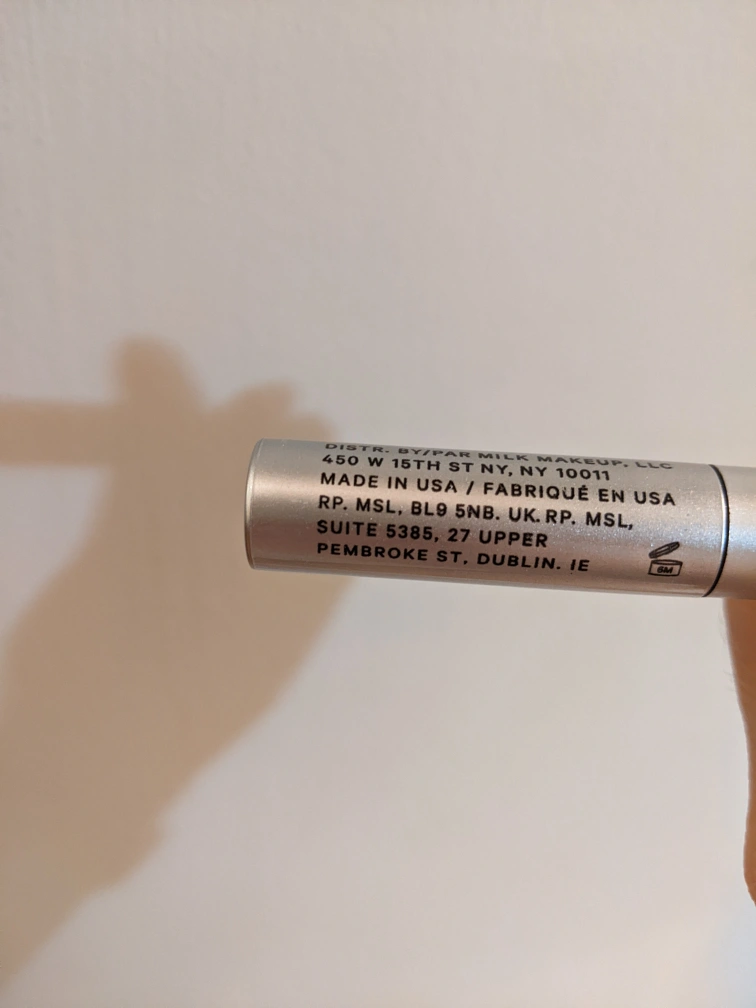 DISTR. BY/PAR MILK MAKEUP, LLC
450 W 15TH ST NY, NY 10011
MADE IN USA / FABRIQUÉ EN USA
RP. MSL, BL9 5NB. UK. RP. MSL,
SUITE 5385, 27 UPPER
PEMBROKE ST, DUBLIN. IE
6M